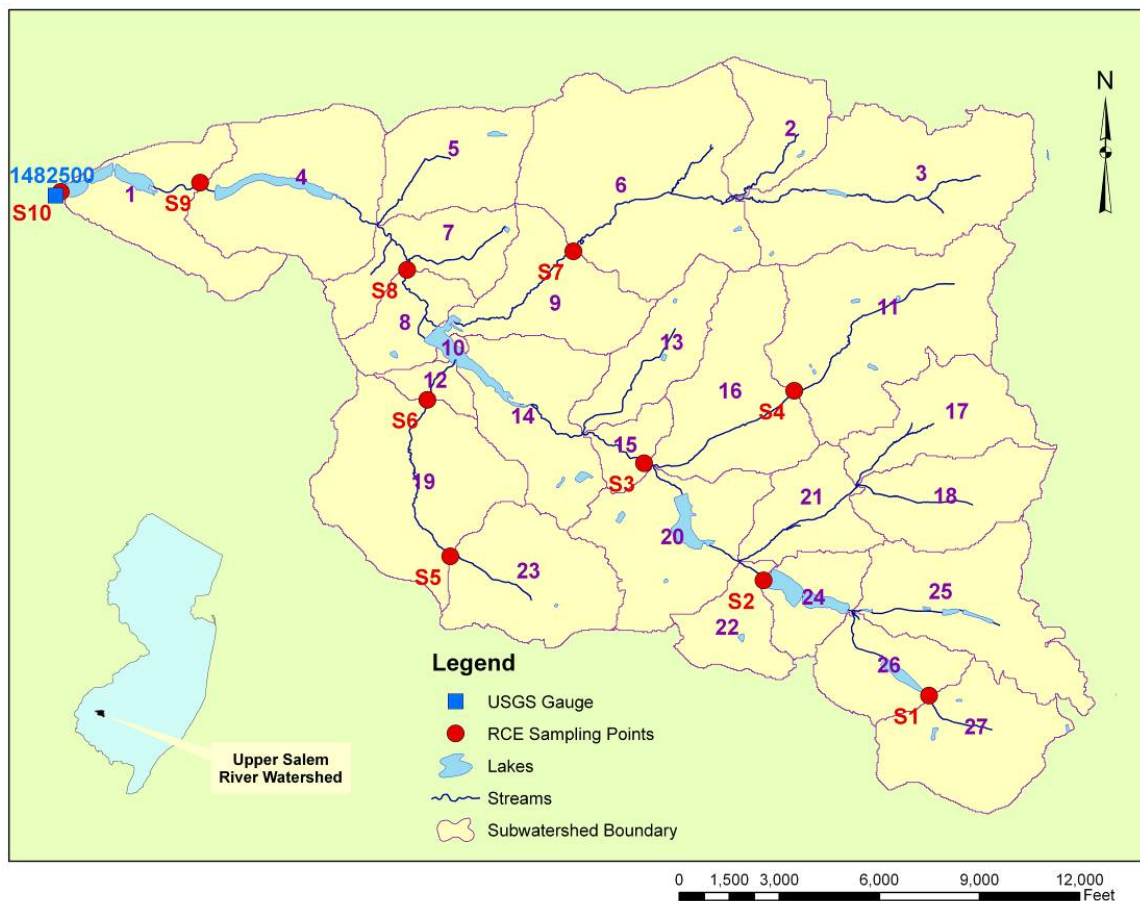 N
2
5
3
1482500
6
4
1
S9
S10
7
S7
S8
9
11
8
13
10
12
16
S4
14
S6
17
15
S3
19
21
18
20
S5
23
25
S2
24
22
Legend
26
USGS Gauge
S1
27
RCE Sampling Points
Upper Salem
River Watershed
Lakes
Streams
Subwatershed Boundary
0 1,500 3,000 6,000 9,000 12,000
Feet